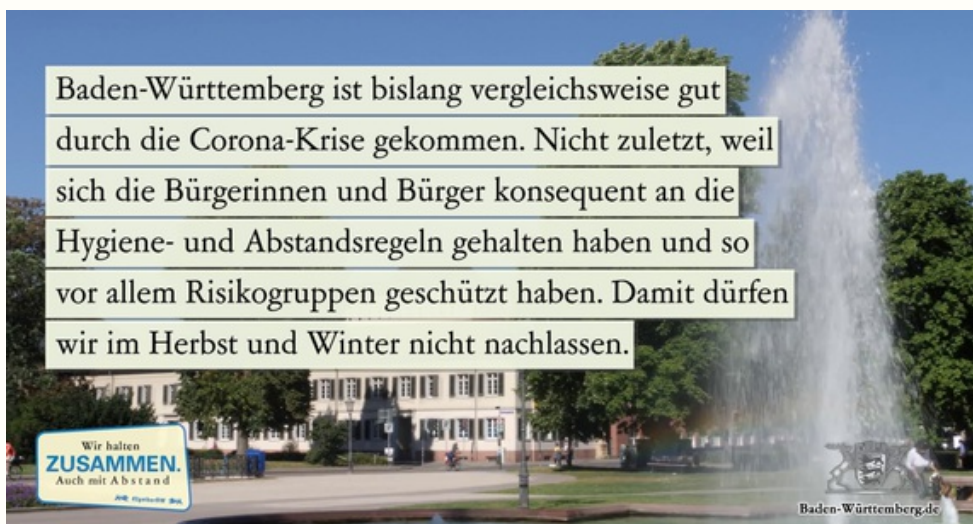 Baden-Württemberg ist bislang vergleichsweise gut
durch die Corona-Krise gekommen. Nicht zuletzt, weil
sich die Bürgerinnen und Bürger konsequent an die
Hygiene- und Abstandsregeln gehalten haben und so
vor allem Risikogruppen geschützt haben. Damit dürfen
wir im Herbst und Winter nicht nachlassen.
Wir halten
ZUSAMMEN.
Auch mit Abstand
Baden-Württemberg.de